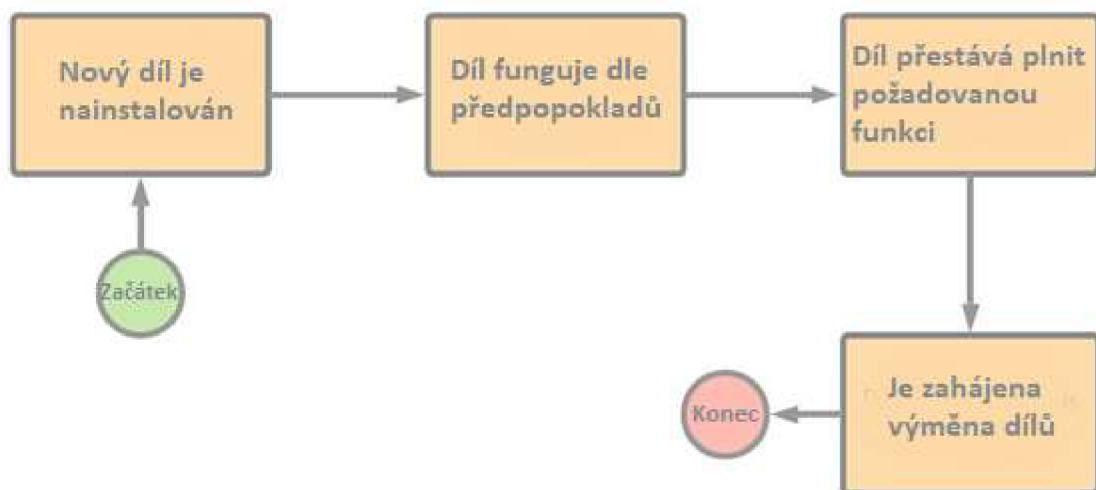 Nový díl je
nainstalován
Díl funguje dle
předpopokladů
Díl přestává plnit
požadovanou
funkci
Začátek
Je zahájena
výměna dílů
Konec